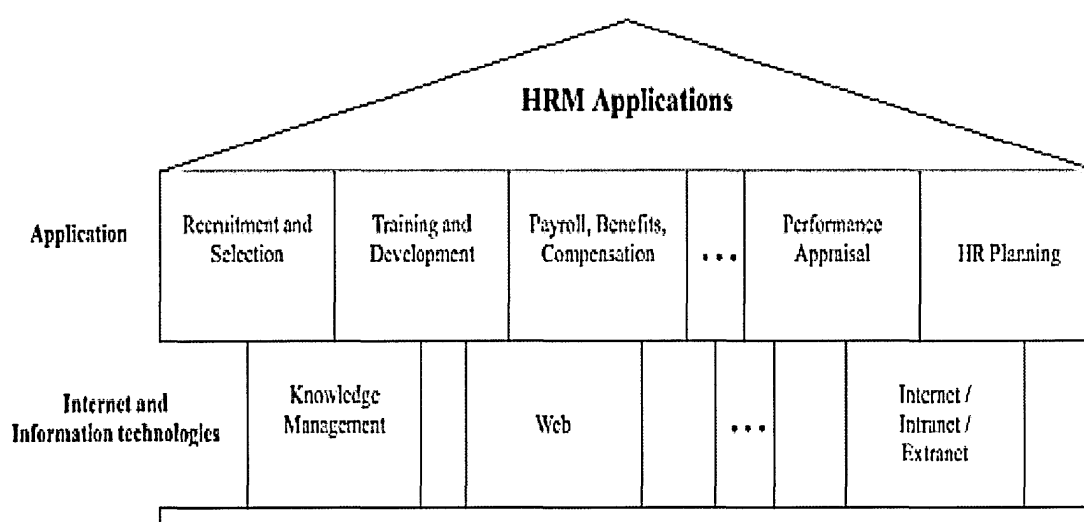 HRM Applications
Application
Recruitment and
Selection
Training and
Development
Payroll, Benefits,
Compensation
...
Performance
Appraisal
HR Planning
Internet and
Information technologies
Knowledge
Management
Web
...
Internet /
Intranet /
Extranet